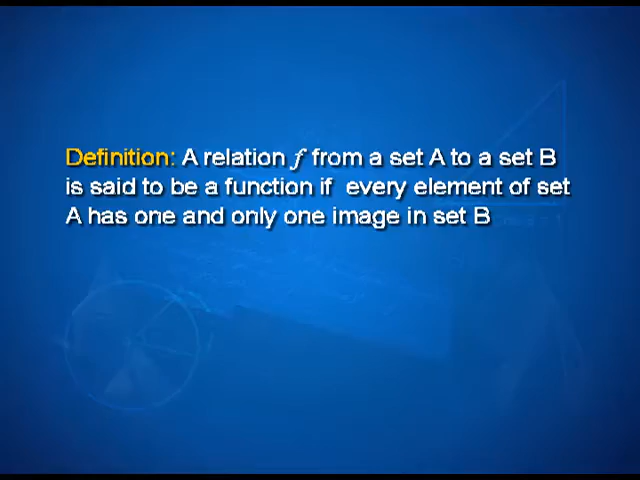 Definition: A relation f from a set A to a set B
is said to be a function if every element of set
A has one and only one image in set B